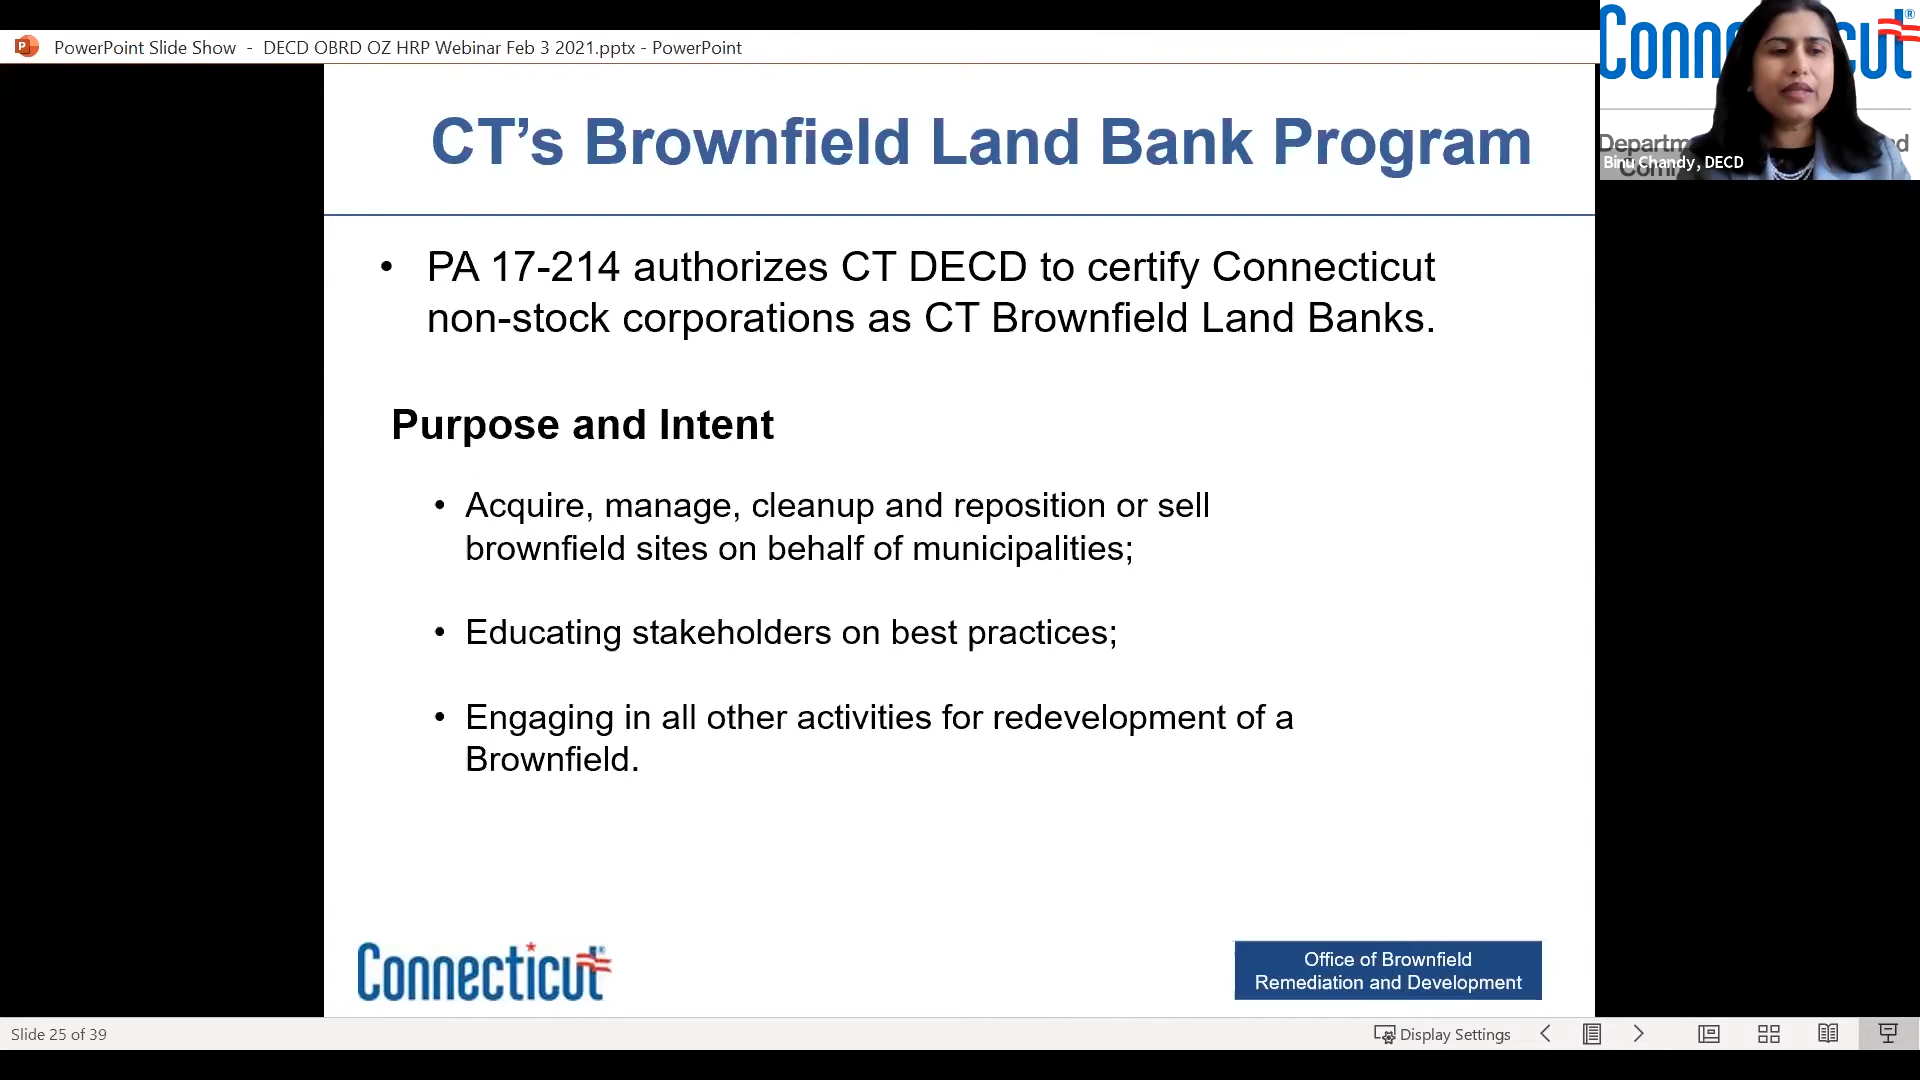 PowerPoint Slide Show - DECD OBRD OZ HRP Webinar Feb 3 2021.pptx - PowerPoint
CT’s Brownfield Land Bank Program
• PA 17-214 authorizes CT DECD to certify Connecticut
non-stock corporations as CT Brownfield Land Banks.
Purpose and Intent
• Acquire, manage, cleanup and reposition or sell
brownfield sites on behalf of municipalities;
• Educating stakeholders on best practices;
• Engaging in all other activities for redevelopment of a
Brownfield.
Connecticut
Office of Brownfield
Remediation and Development
Binu Chandy, DECD
Slide 25 of 39
Display Settings